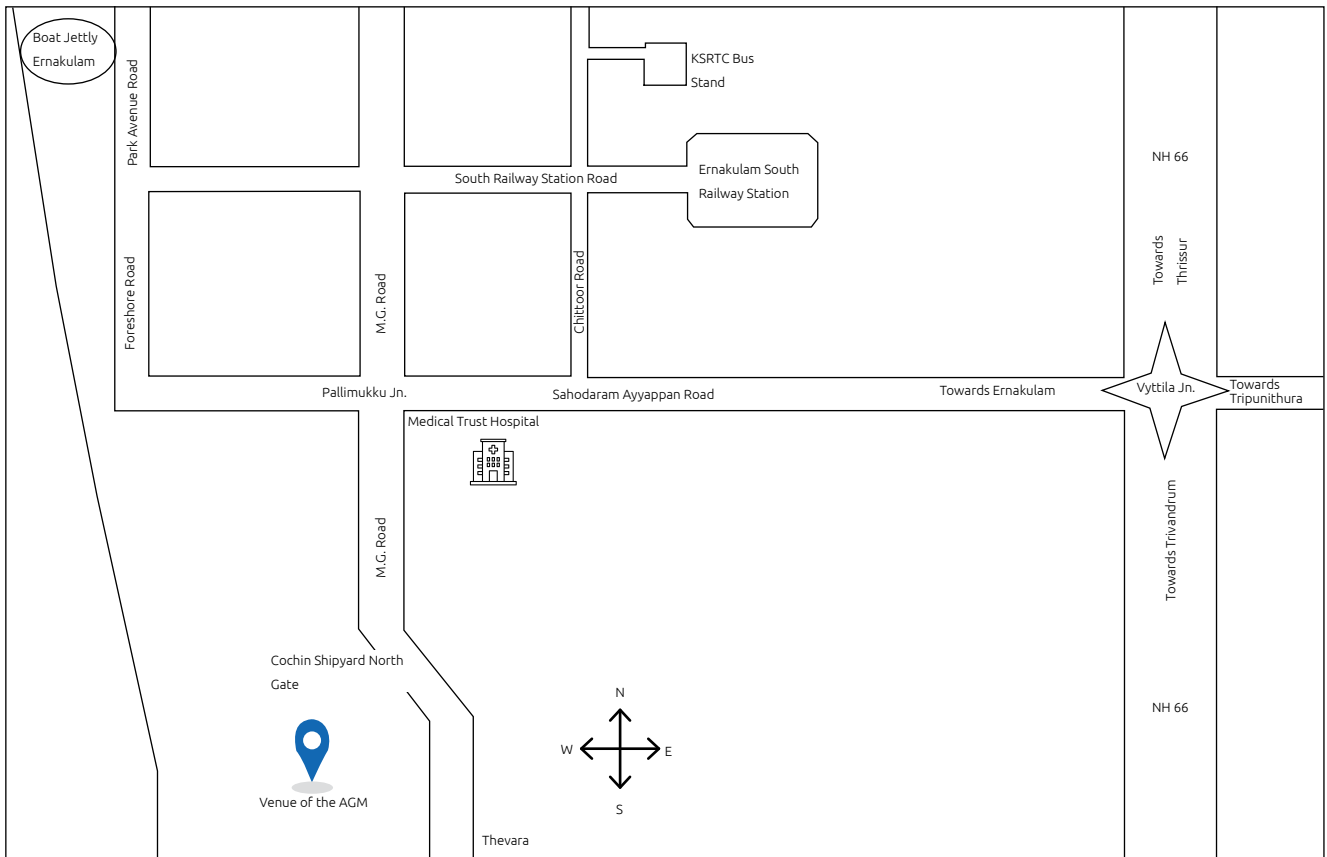 Boat Jettly
Ernakulam
Park Avenue Road
KSRTC Bus
Stand
NH 66
South Railway Station Road
Ernakulam South
Railway Station
Foreshore Road
M.G. Road
Chittoor Road
Towards
Thrissur
Pallimukku Jn.
Sahodaram Ayyappan Road
Towards Ernakulam
Vyttila Jn.
Towards
Tripunithura
Medical Trust Hospital
M.G. Road
Towards Trivandrum
Cochin Shipyard North
Gate
N
W
E
S
NH 66
Venue of the AGM
Thevara